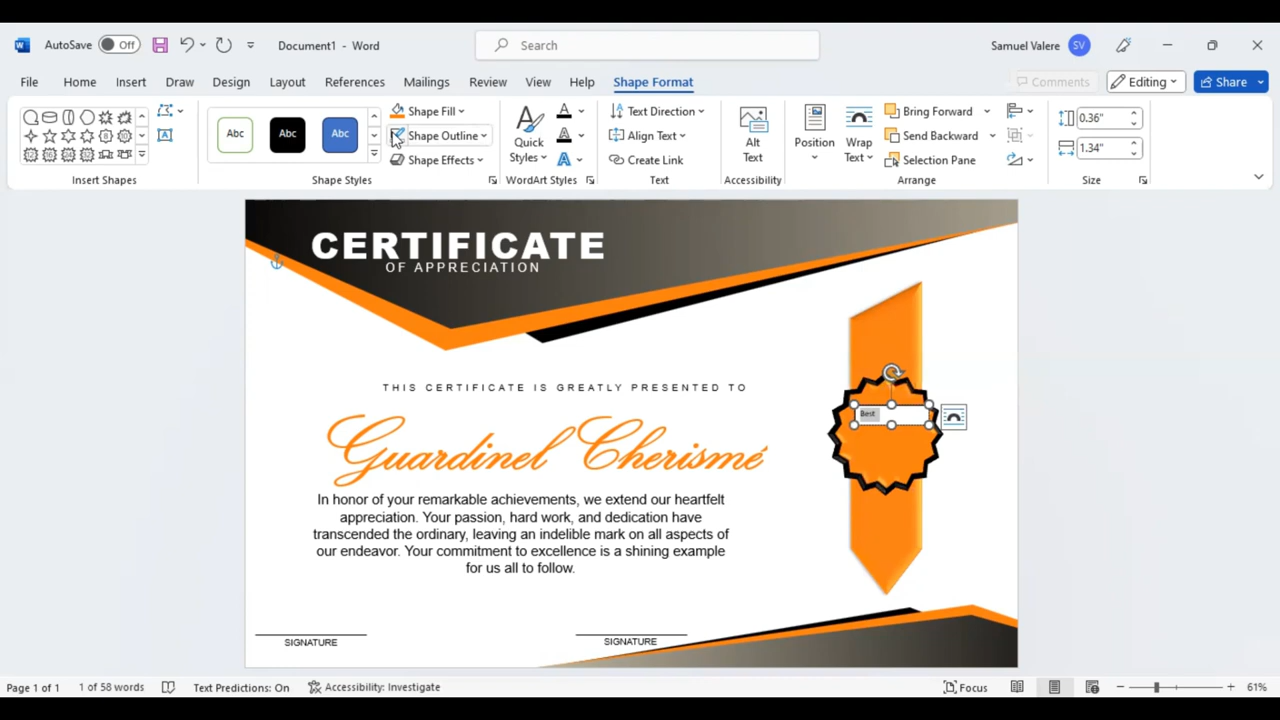 AutoSave Off Document1 - Word Search Samuel Valere SV
File Home Insert Draw Design Layout References Mailings Review View Help Shape Format Comments Editing Share
Abc Abc Abc
Shape Fill
Shape Outline
Shape Effects
Quick Styles
Text Direction
Align Text
Create Link
Alt Text
Position
Wrap Text
Bring Forward
Send Backward
Selection Pane
0.36"
1.34"
Insert Shapes Shape Styles WordArt Styles Text Accessibility Arrange Size
CERTIFICATE
OF APPRECIATION
THIS CERTIFICATE IS GREATLY PRESENTED TO
Guardinel Cherismé
Best
In honor of your remarkable achievements, we extend our heartfelt
appreciation. Your passion, hard work, and dedication have
transcended the ordinary, leaving an indelible mark on all aspects of
our endeavor. Your commitment to excellence is a shining example
for us all to follow.
SIGNATURE SIGNATURE
Page 1 of 1 1 of 58 words Text Predictions: On Accessibility: Investigate Focus 61%